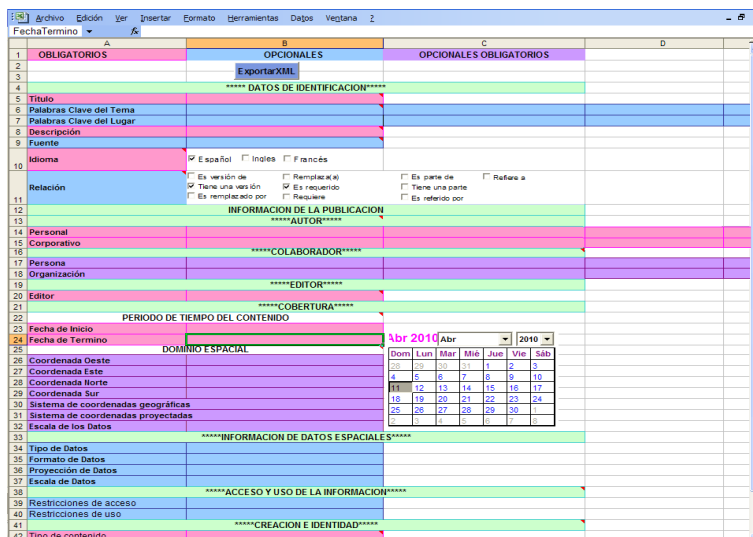 Archivo Edición Ver Insertar Formato Herramientas Datos Ventana ?
FechaTermino fx
A B C D
1 OBLIGATORIOS OPCIONALES OPCIONALES OBLIGATORIOS
2 ExportarXML
3
4 ***** DATOS DE IDENTIFICACION*****
5 Titulo
6 Palabras Clave del Tema
7 Palabras Clave del Lugar
8 Descripción
9 Fuente
10 Idioma Español Ingles Francés
Es versión de Remplaza(a) Es parte de Refiere a
11 Relación Tiene una versión Es requerido Tiene una parte
Es remplazado por Requiere Es referido por
12 INFORMACION DE LA PUBLICACION
13 *****AUTOR*****
14 Personal
15 Corporativo
16 *****COLABORADOR*****
17 Persona
18 Organización
19 *****EDITOR*****
20 Editor
21 *****COBERTURA*****
22 PERIODO DE TIEMPO DEL CONTENIDO
23 Fecha de Inicio
24 Fecha de Termino Abr 2010 Abr 2010
25 DOMINIO ESPACIAL Dom Lun Mar Mié Jue Vie Sáb
26 Coordenada Oeste 28 29 30 31 1 2 3
27 Coordenada Este 4 5 6 7 8 9 10
28 Coordenada Norte 11 12 13 14 15 16 17
29 Coordenada Sur 18 19 20 21 22 23 24
30 Sistema de coordenadas geográficas 25 26 27 28 29 30 1
31 Sistema de coordenadas proyectadas 2 3 4 5 6 7 8
32 Escala de los Datos
33 *****INFORMACION DE DATOS ESPACIALES*****
34 Tipo de Datos
35 Formato de Datos
36 Proyección de Datos
37 Escala de Datos
38 *****ACCESO Y USO DE LA INFORMACION*****
39 Restricciones de acceso
40 Restricciones de uso
41 *****CREACION E IDENTIDAD*****
42 Tipo de contenido